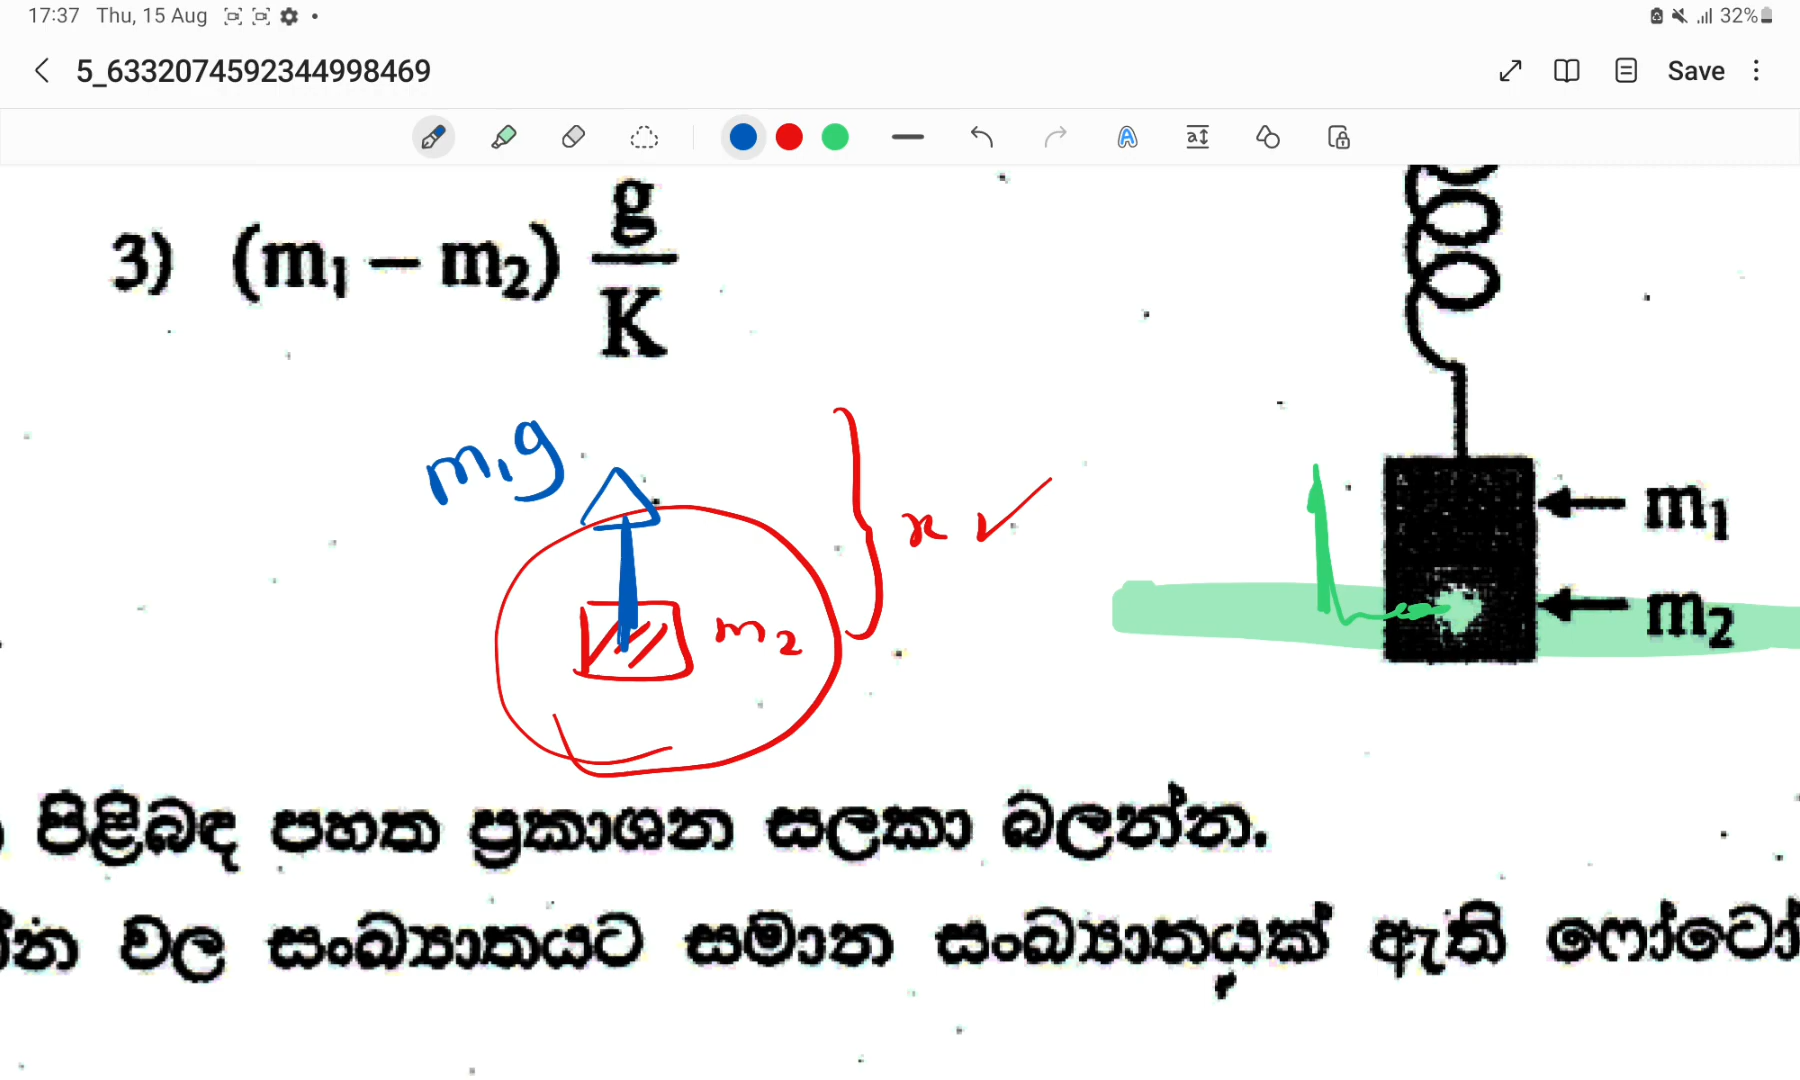 17:37 Thu, 15 Aug 32%
5_6332074592344998469 Save
3) (m₁ – m₂) g/K
m₁g
x
m₁
m₂
m₂
පිළිබඳ පහත ප්‍රකාශන සලකා බලන්න.
වල සංඛ්‍යාතයට සමාන සංඛ්‍යාතයක් ඇති